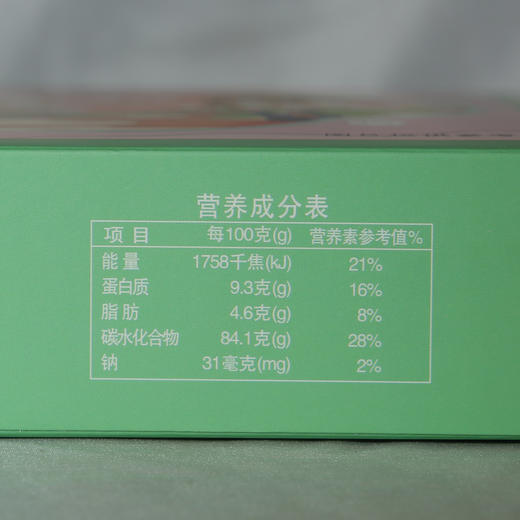 营养成分表
项目 每100克(g) 营养素参考值%
能量 1758千焦(kJ) 21%
蛋白质 9.3克(g) 16%
脂肪 4.6克(g) 8%
碳水化合物 84.1克(g) 28%
钠 31毫克(mg) 2%